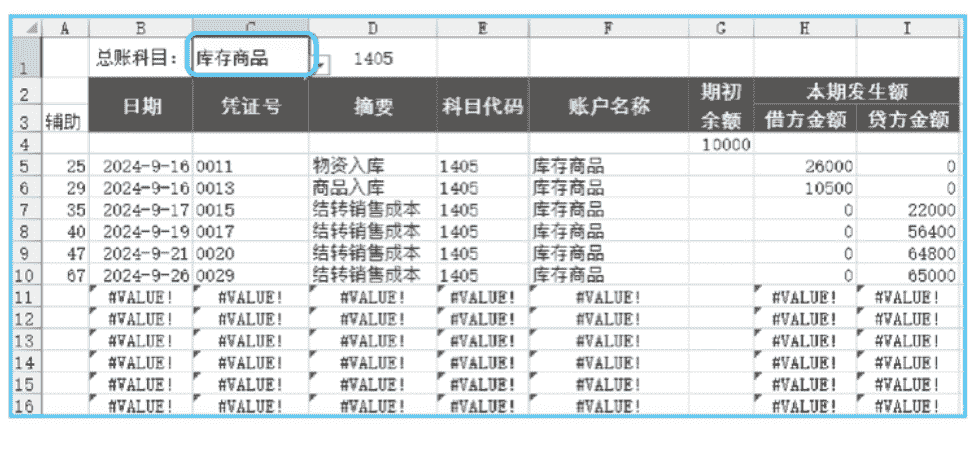 A B C D E F G H I
1 总账科目: 库存商品 1405
2 日期 凭证号 摘要 科目代码 账户名称 期初 本期发生额
3 辅助 余额 借方金额 贷方金额
4 10000
5 25 2024-9-16 0011 物资入库 1405 库存商品 26000 0
6 29 2024-9-16 0013 商品入库 1405 库存商品 10500 0
7 35 2024-9-17 0015 结转销售成本 1405 库存商品 0 22000
8 40 2024-9-19 0017 结转销售成本 1405 库存商品 0 56400
9 47 2024-9-21 0020 结转销售成本 1405 库存商品 0 64800
10 67 2024-9-26 0029 结转销售成本 1405 库存商品 0 65000
11 #VALUE! #VALUE! #VALUE! #VALUE! #VALUE! #VALUE! #VALUE!
12 #VALUE! #VALUE! #VALUE! #VALUE! #VALUE! #VALUE! #VALUE!
13 #VALUE! #VALUE! #VALUE! #VALUE! #VALUE! #VALUE! #VALUE!
14 #VALUE! #VALUE! #VALUE! #VALUE! #VALUE! #VALUE! #VALUE!
15 #VALUE! #VALUE! #VALUE! #VALUE! #VALUE! #VALUE! #VALUE!
16 #VALUE! #VALUE! #VALUE! #VALUE! #VALUE! #VALUE! #VALUE!